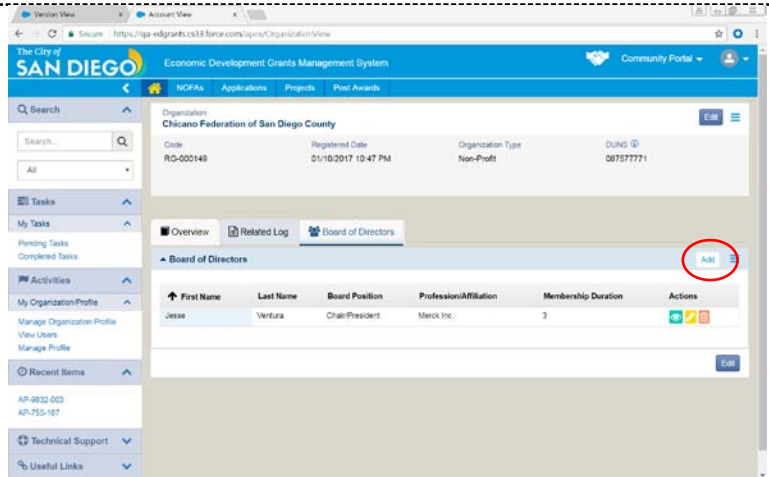 Version View
Account View
Secure https://qa-edgrants.cs33.force.com/apex/OrganizationView
The City of
SAN DIEGO
Economic Development Grants Management System
Community Portal
NOFAs Applications Projects Post Awards
Search
Organization
Chicano Federation of San Diego County
Edit
Search...
Code Registered Date Organization Type DUNS
RG-000149 01/10/2017 10:47 PM Non-Profit 087577771
All
Tasks
My Tasks
Overview Related Log Board of Directors
Pending Tasks
Completed Tasks
Board of Directors Add
Activities
My Organization/Profile
First Name Last Name Board Position Profession/Affiliation Membership Duration Actions
Jesse Ventura Chair/President Merck Inc. 3
Manage Organization Profile
View Users
Manage Profile
Edit
Recent Items
AP-9832-003
AP-755-187
Technical Support
Useful Links